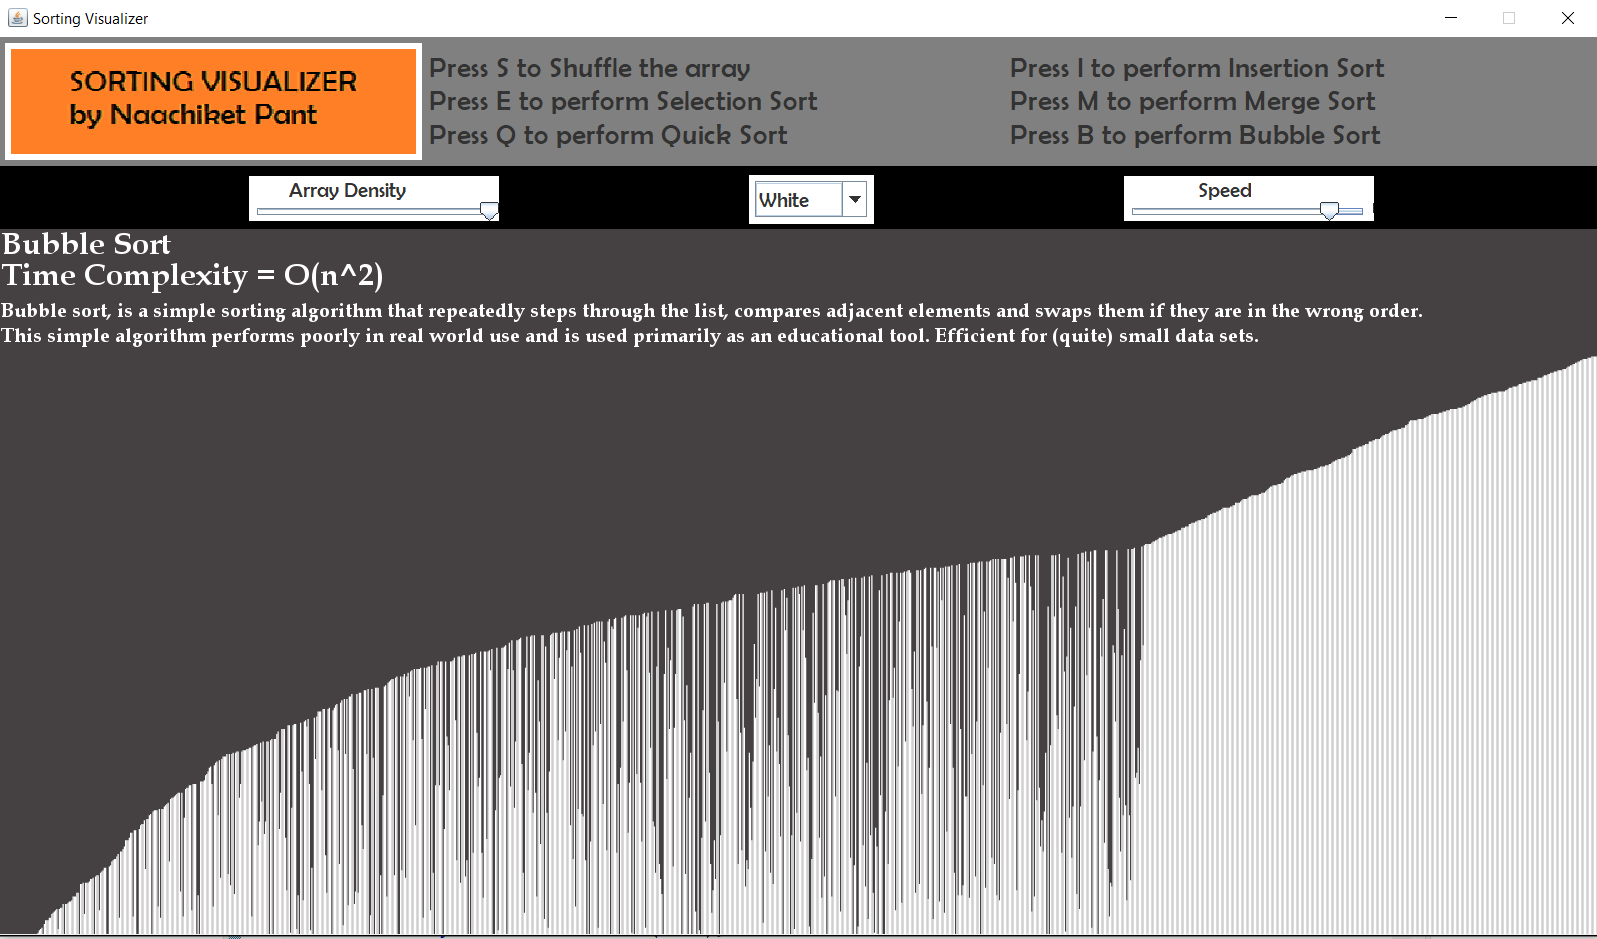 Sorting Visualizer
SORTING VISUALIZER
by Naachiket Pant
Press S to Shuffle the array
Press E to perform Selection Sort
Press Q to perform Quick Sort
Press I to perform Insertion Sort
Press M to perform Merge Sort
Press B to perform Bubble Sort
Array Density
White
Speed
Bubble Sort
Time Complexity = O(n^2)
Bubble sort, is a simple sorting algorithm that repeatedly steps through the list, compares adjacent elements and swaps them if they are in the wrong order.
This simple algorithm performs poorly in real world use and is used primarily as an educational tool. Efficient for (quite) small data sets.